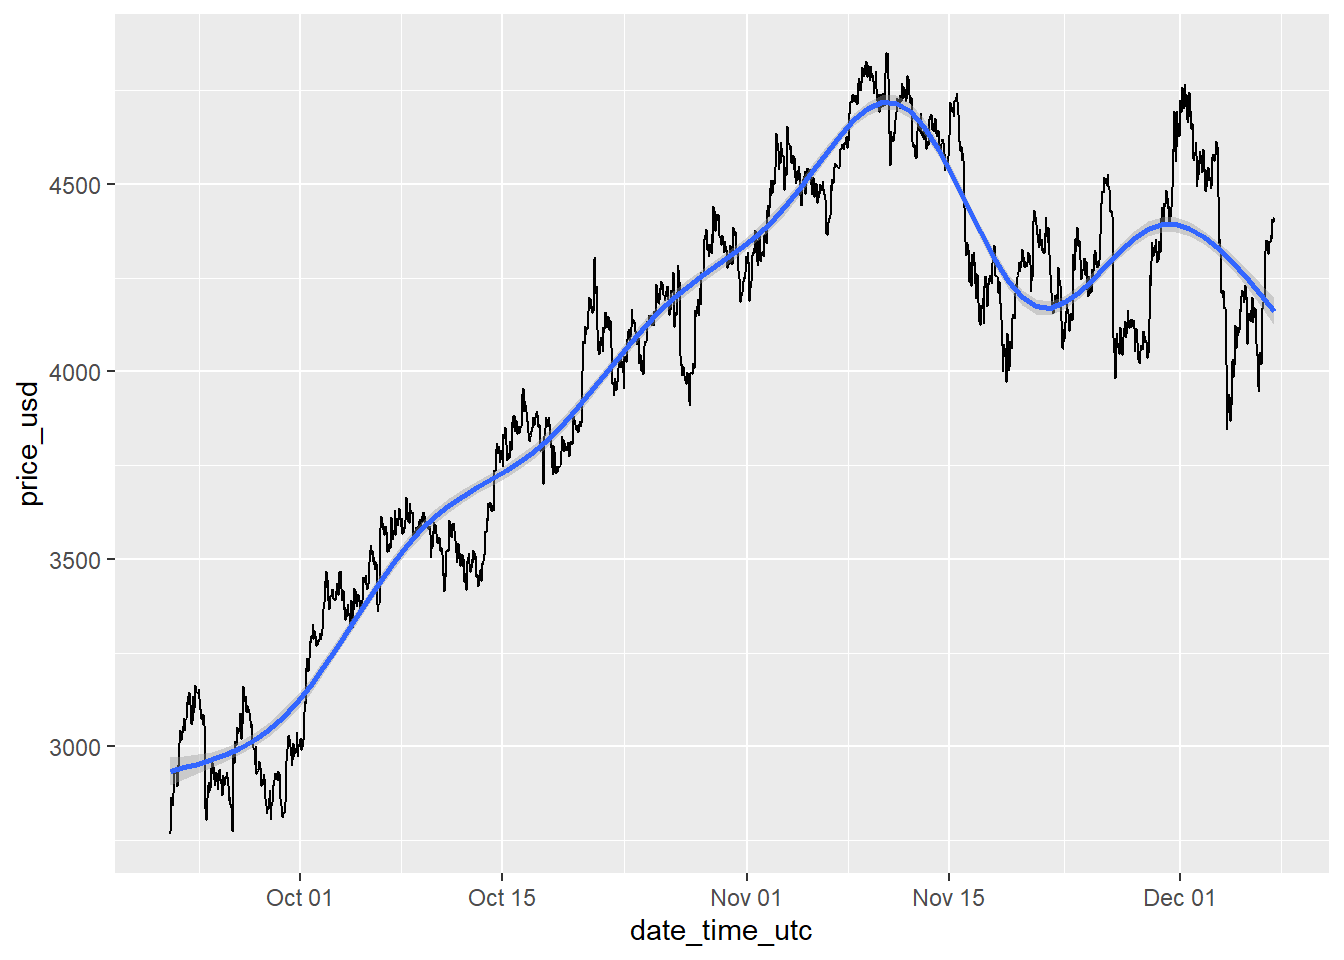 price_usd
4500
4000
3500
3000
Oct 01
Oct 15
Nov 01
Nov 15
Dec 01
date_time_utc